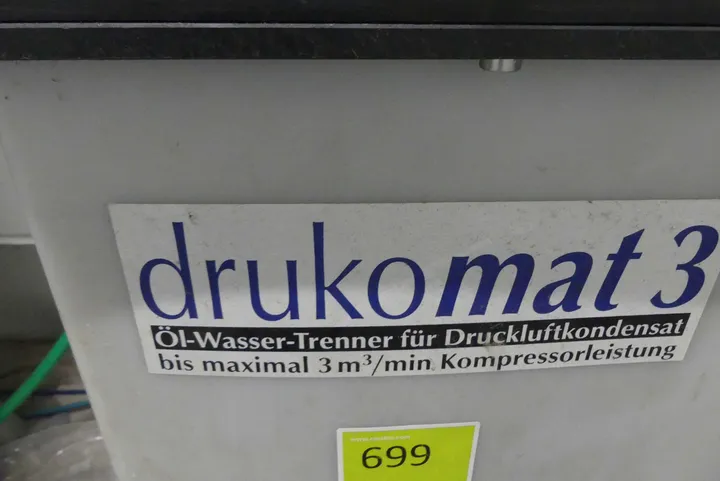 drukomat 3
Öl-Wasser-Trenner für Druckluftkondensat
bis maximal 3 m³/min Kompressorleistung
699